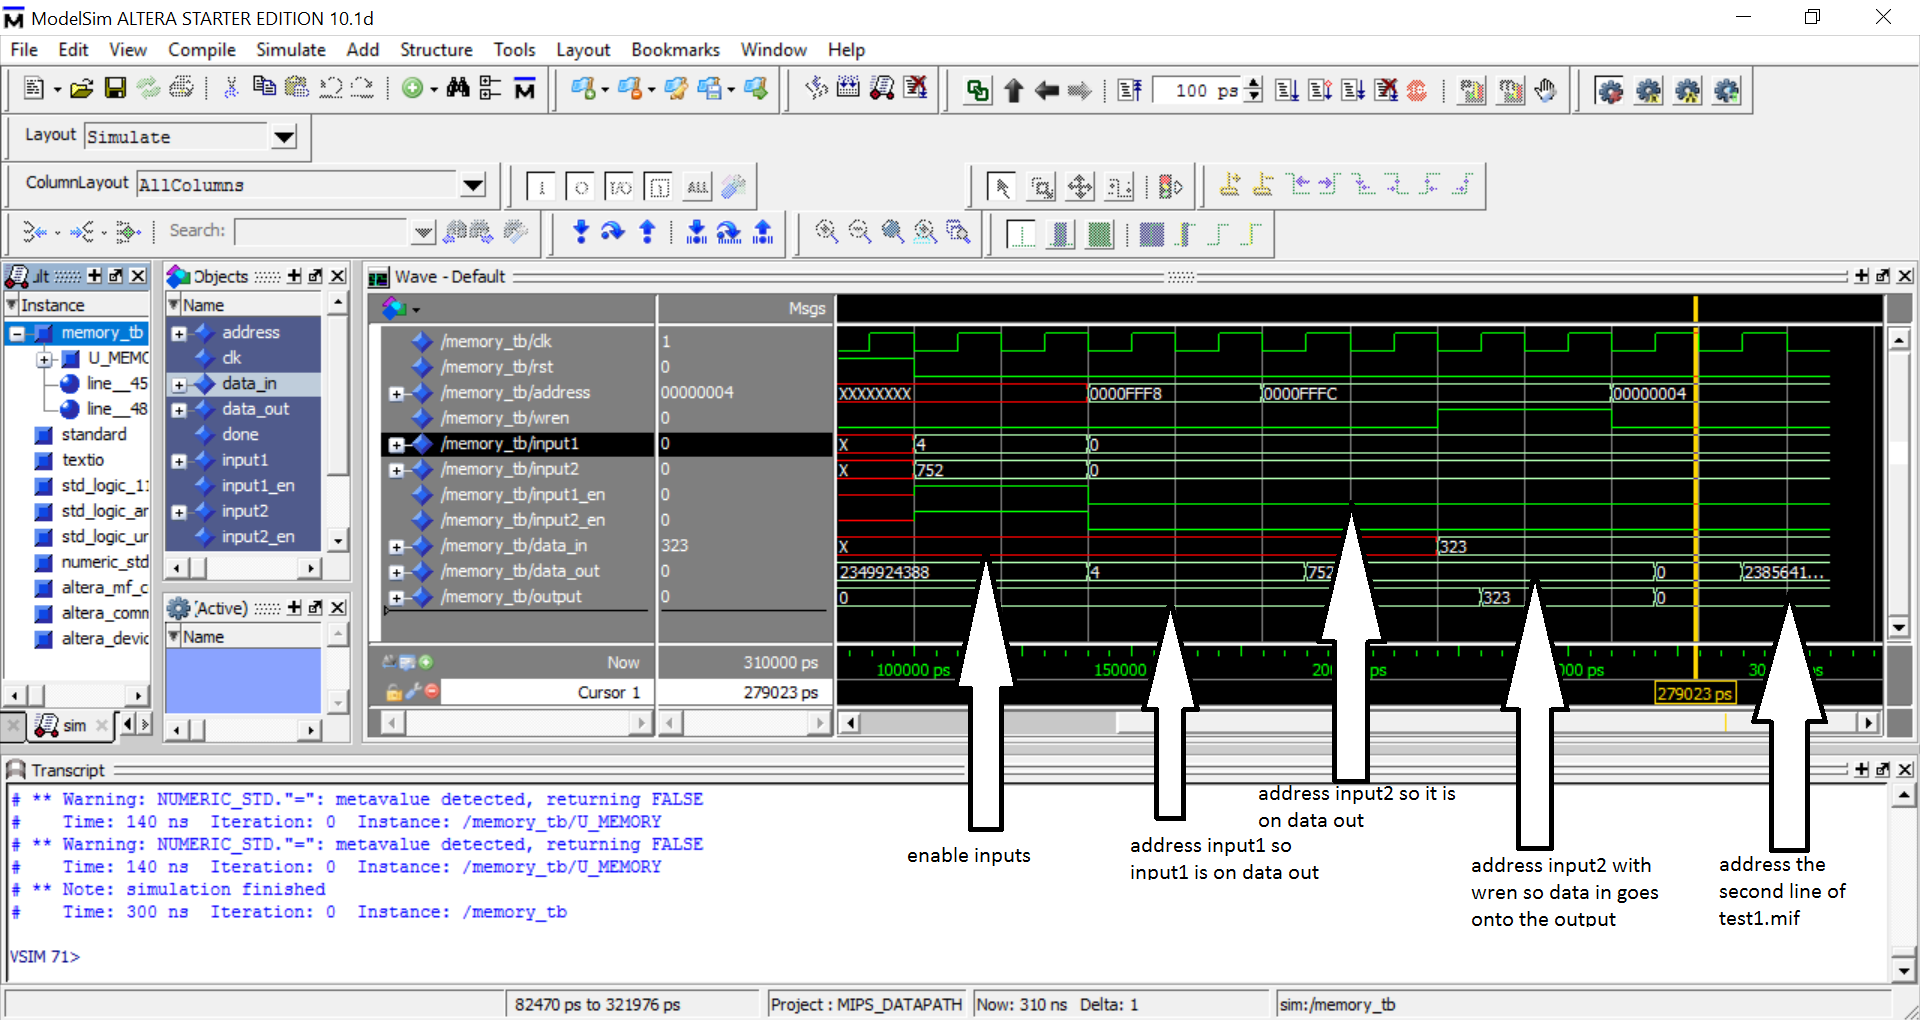 ModelSim ALTERA STARTER EDITION 10.1d
File Edit View Compile Simulate Add Structure Tools Layout Bookmarks Window Help
100 ps
Layout Simulate
ColumnLayout AllColumns
ALL
Search:
Objects
Wave - Default
Instance
Name
Msgs
memory_tb
U_MEMC
line__45
line__48
standard
textio
std_logic_11
std_logic_ar
std_logic_ur
numeric_std
altera_mf_c
altera_comm
altera_devic
sim
address
clk
data_in
data_out
done
input1
input1_en
input2
input2_en
(Active)
Name
/memory_tb/clk 1
/memory_tb/rst 0
/memory_tb/address 00000004 XXXXXXXX 0000FFF8 0000FFFC 00000004
/memory_tb/wren 0
/memory_tb/input1 0 X 4 0
/memory_tb/input2 0 X 752 0
/memory_tb/input1_en 0
/memory_tb/input2_en 0
/memory_tb/data_in 323 X 323
/memory_tb/data_out 0 2349924388 4 752 0 2385641...
/memory_tb/output 0 0 323 0
Now 310000 ps 100000 ps 150000 ps
Cursor 1 279023 ps 279023 ps
Transcript
# ** Warning: NUMERIC_STD."=": metavalue detected, returning FALSE
# Time: 140 ns Iteration: 0 Instance: /memory_tb/U_MEMORY
# ** Warning: NUMERIC_STD."=": metavalue detected, returning FALSE
# Time: 140 ns Iteration: 0 Instance: /memory_tb/U_MEMORY
# ** Note: simulation finished
# Time: 300 ns Iteration: 0 Instance: /memory_tb
VSIM 71>
enable inputs
address input1 so
input1 is on data out
address input2 so it is
on data out
address input2 with
wren so data in goes
onto the output
address the
second line of
test1.mif
82470 ps to 321976 ps Project : MIPS_DATAPATH Now: 310 ns Delta: 1 sim:/memory_tb